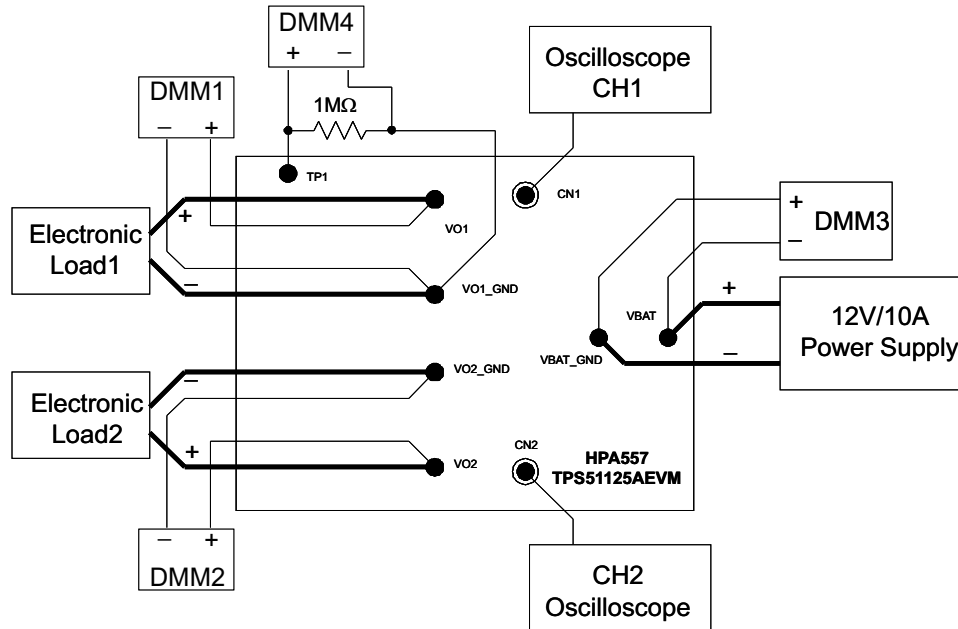 DMM4
+ −
1MΩ
DMM1
− +
Oscilloscope
CH1
TP1
CN1
VO1
+
Electronic
Load1
−
VO1_GND
+
−
DMM3
VBAT
VBAT_GND
+
−
12V/10A
Power Supply
VO2_GND
−
Electronic
Load2
+
VO2
CN2
HPA557
TPS51125AEVM
− +
DMM2
CH2
Oscilloscope